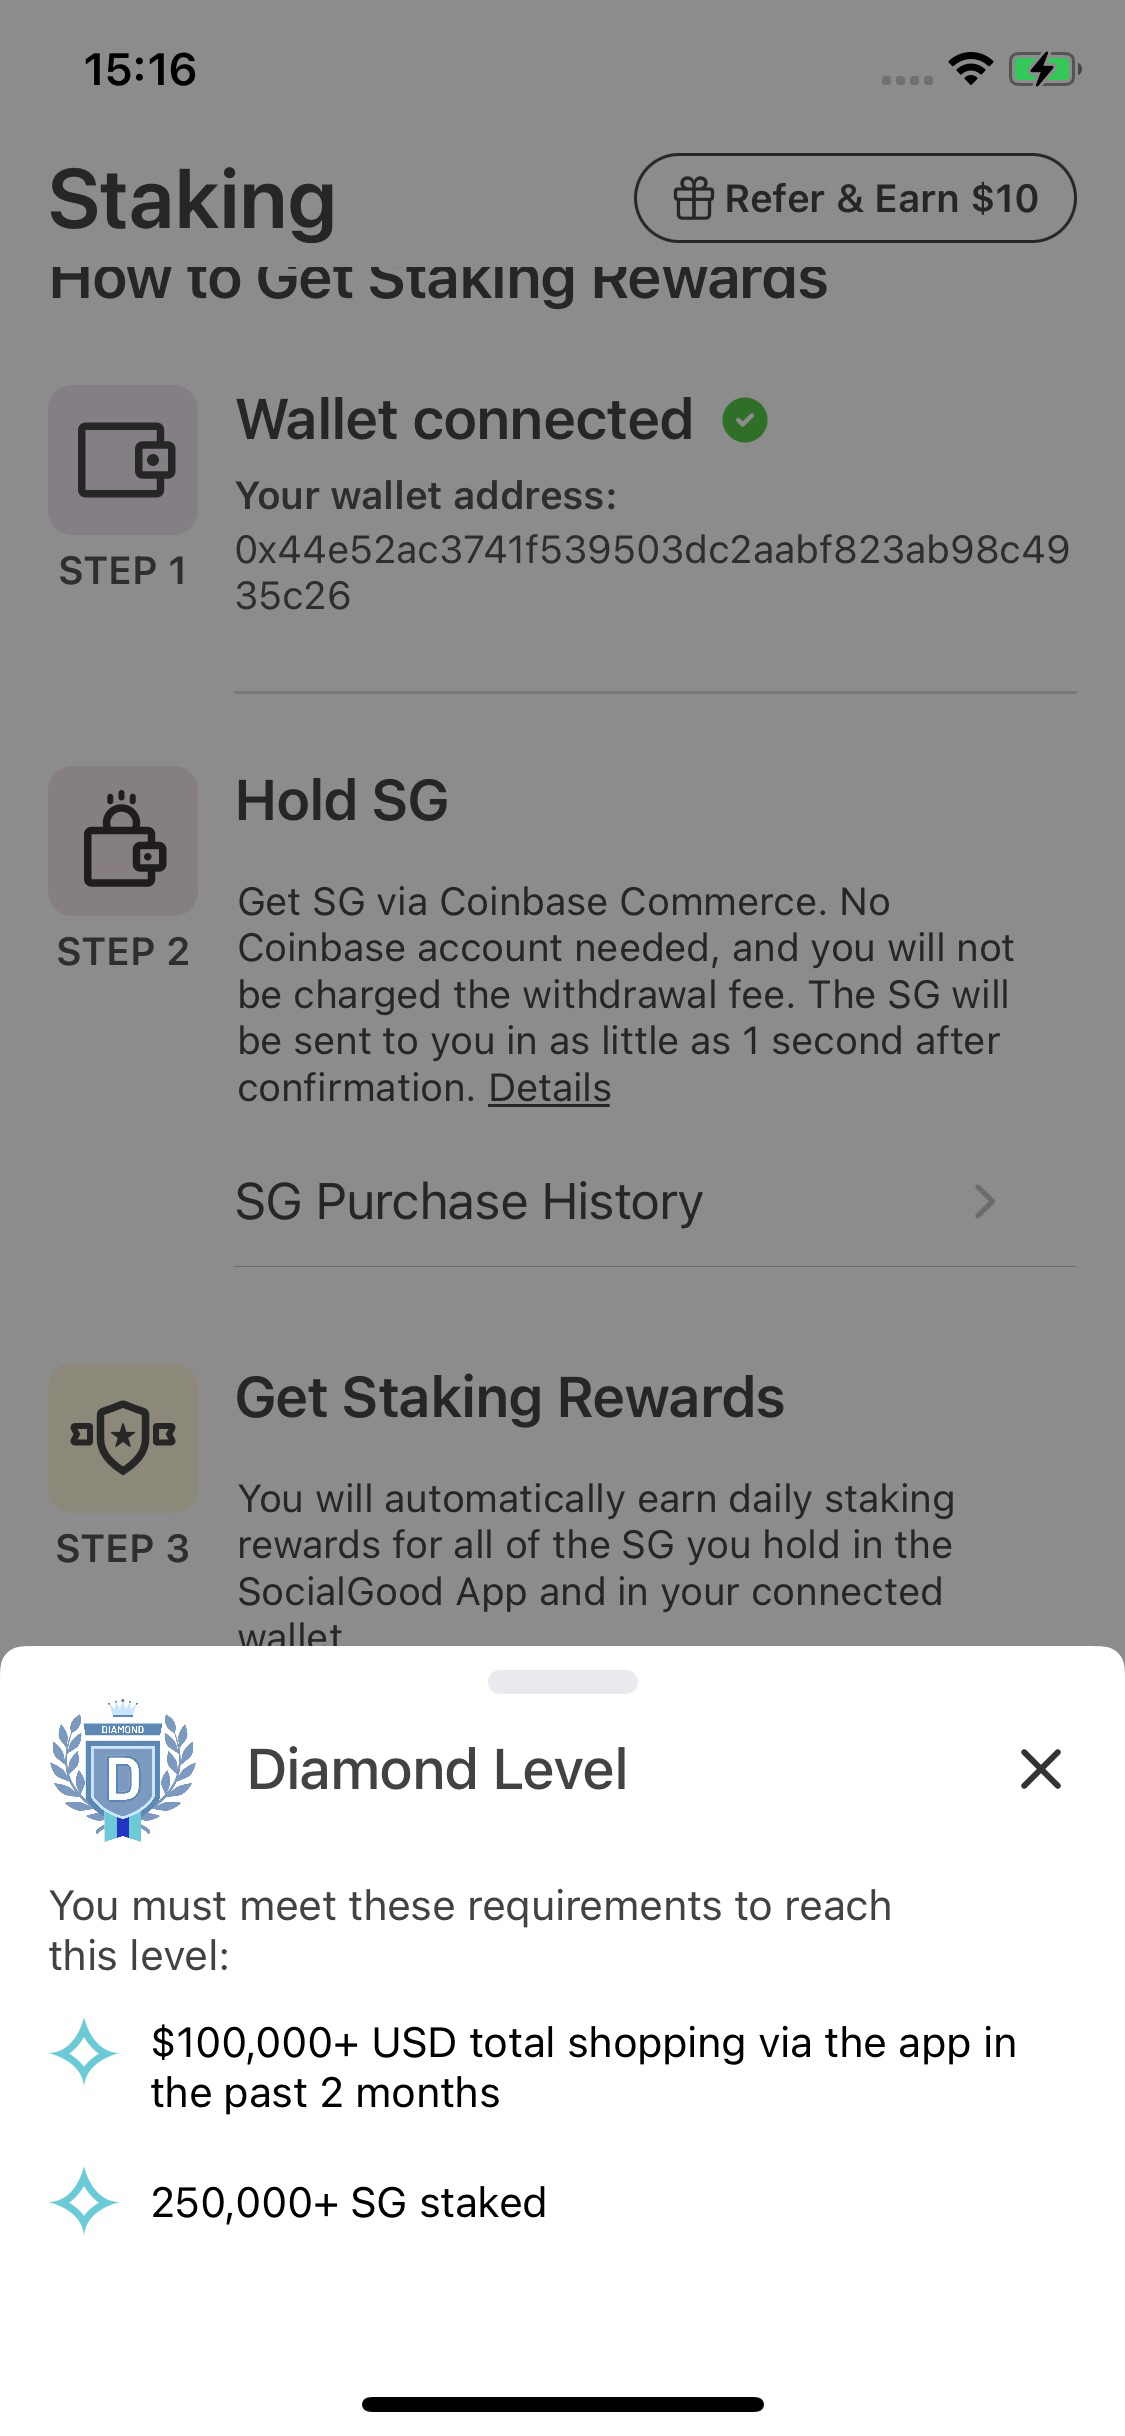 15:16
Staking
Refer & Earn $10
How to Get Staking Rewards
Wallet connected
Your wallet address:
0x44e52ac3741f539503dc2aabf823ab98c49
35c26
STEP 1
Hold SG
Get SG via Coinbase Commerce. No
Coinbase account needed, and you will not
be charged the withdrawal fee. The SG will
be sent to you in as little as 1 second after
confirmation. Details
STEP 2
SG Purchase History
Get Staking Rewards
You will automatically earn daily staking
rewards for all of the SG you hold in the
SocialGood App and in your connected
wallet
STEP 3
DIAMOND
D
Diamond Level
You must meet these requirements to reach
this level:
$100,000+ USD total shopping via the app in
the past 2 months
250,000+ SG staked